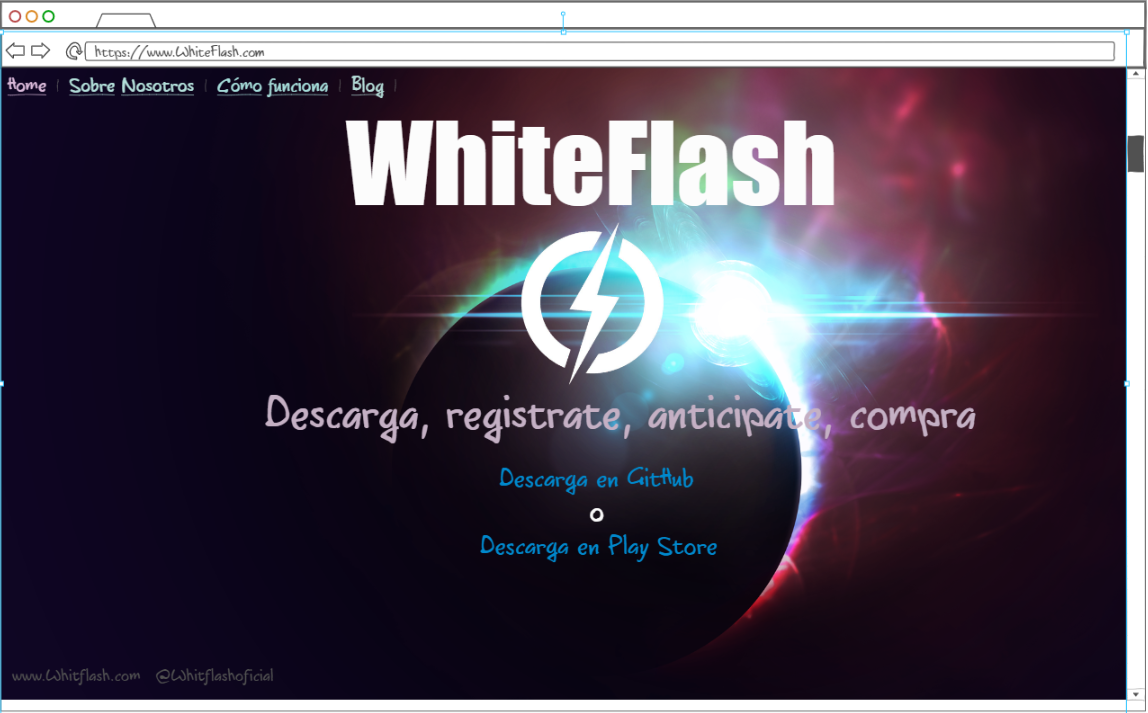 https://www.WhiteFlash.com
Home | Sobre Nosotros | Cómo funciona | Blog |
WhiteFlash
Descarga, registrate, anticipate, compra
Descarga en GitHub
o
Descarga en Play Store
www.Whitflash.com @Whitflashoficial